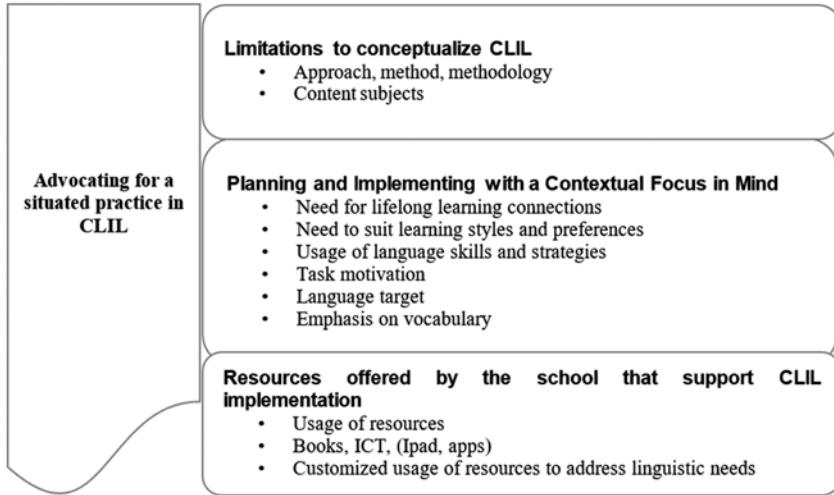 Advocating for a
situated practice in
CLIL
Limitations to conceptualize CLIL
• Approach, method, methodology
• Content subjects
Planning and Implementing with a Contextual Focus in Mind
• Need for lifelong learning connections
• Need to suit learning styles and preferences
• Usage of language skills and strategies
• Task motivation
• Language target
• Emphasis on vocabulary
Resources offered by the school that support CLIL
implementation
• Usage of resources
• Books, ICT, (Ipad, apps)
• Customized usage of resources to address linguistic needs